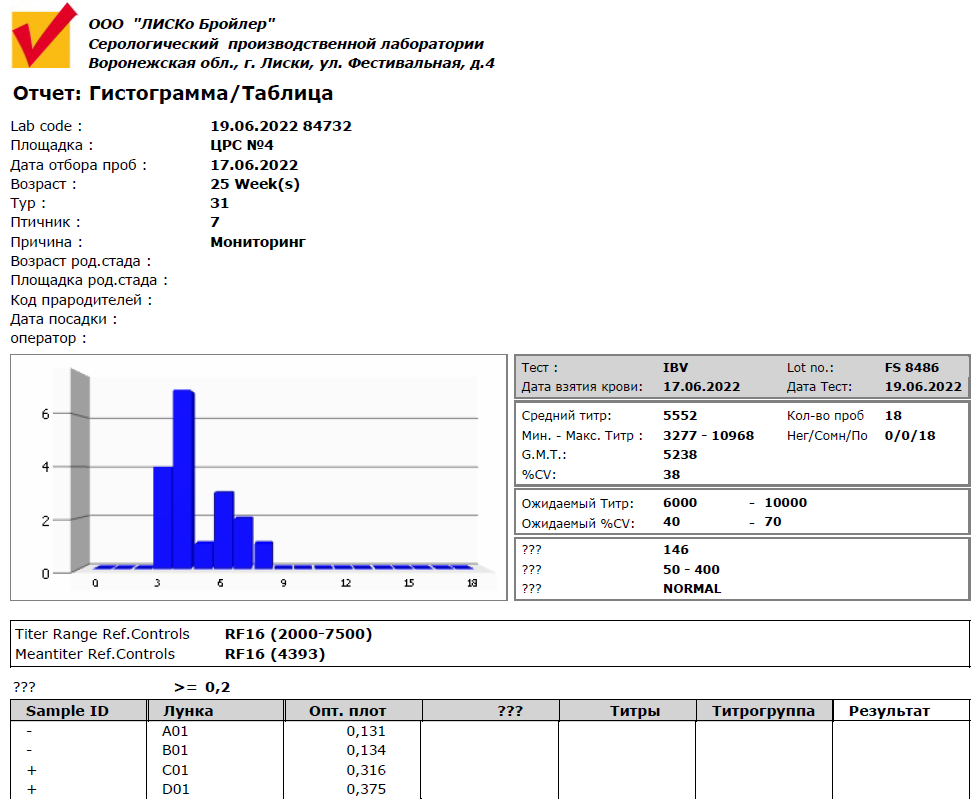 ООО "ЛИСКо Бройлер"
Серологический производственной лаборатории
Воронежская обл., г. Лиски, ул. Фестивальная, д.4
Отчет: Гистограмма/Таблица
Lab code : 19.06.2022 84732
Площадка : ЦРС №4
Дата отбора проб : 17.06.2022
Возраст : 25 Week(s)
Тур : 31
Птичник : 7
Причина : Мониторинг
Возраст род.стада :
Площадка род.стада :
Код прародителей :
Дата посадки :
оператор :
6
4
2
0
0 3 6 9 12 15 18
Тест : IBV Lot no.: FS 8486
Дата взятия крови: 17.06.2022 Дата Тест: 19.06.2022
Средний титр: 5552 Кол-во проб 18
Мин. - Макс. Титр : 3277 - 10968 Нег/Сомн/По 0/0/18
G.M.T.: 5238
%CV: 38
Ожидаемый Титр: 6000 - 10000
Ожидаемый %CV: 40 - 70
??? 146
??? 50 - 400
??? NORMAL
Titer Range Ref.Controls RF16 (2000-7500)
Meantiter Ref.Controls RF16 (4393)
??? >= 0,2
Sample ID Лунка Опт. плот ??? Титры Титрогруппа Результат
- A01 0,131
- B01 0,134
+ C01 0,316
+ D01 0,375